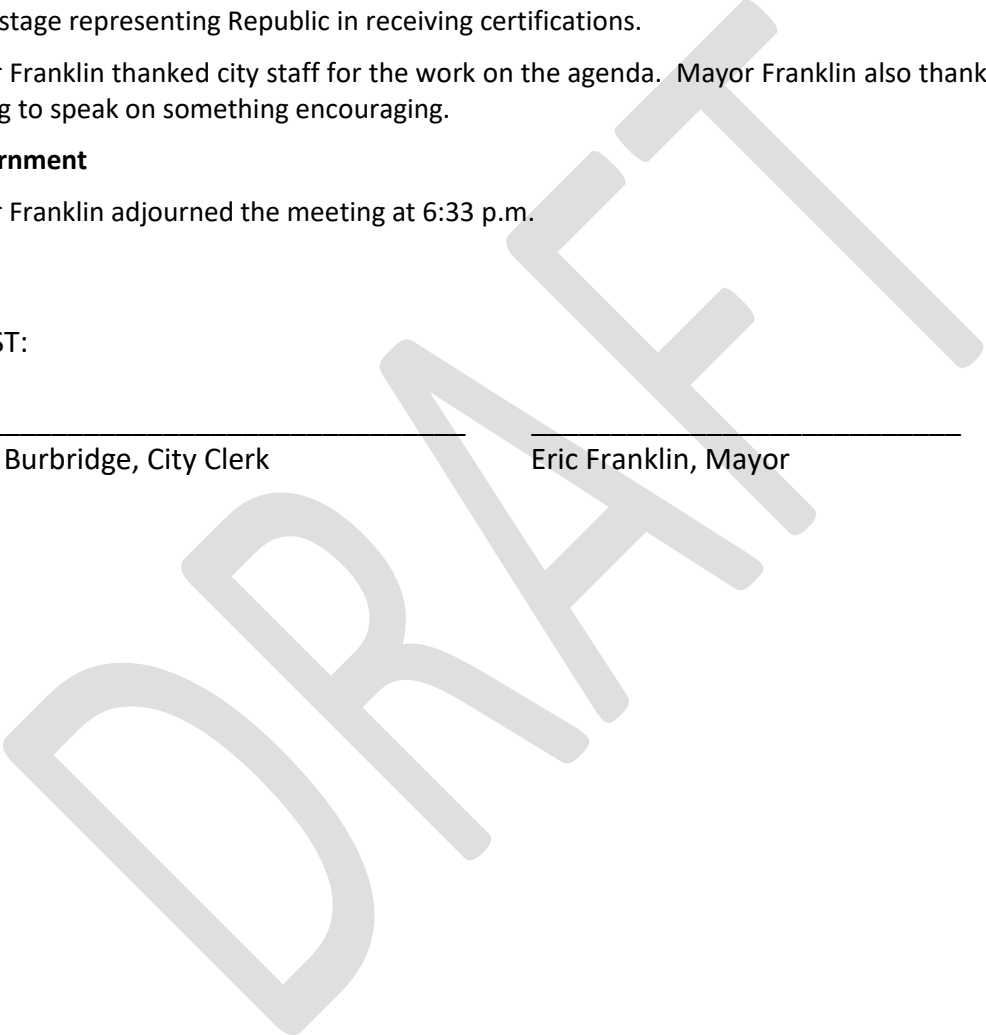 stage representing Republic in receiving certifications.
r Franklin thanked city staff for the work on the agenda.  Mayor Franklin also thank
g to speak on something encouraging.
rnment
r Franklin adjourned the meeting at 6:33 p.m.
ST:
Burbridge, City Clerk
Eric Franklin, Mayor
DRAFT